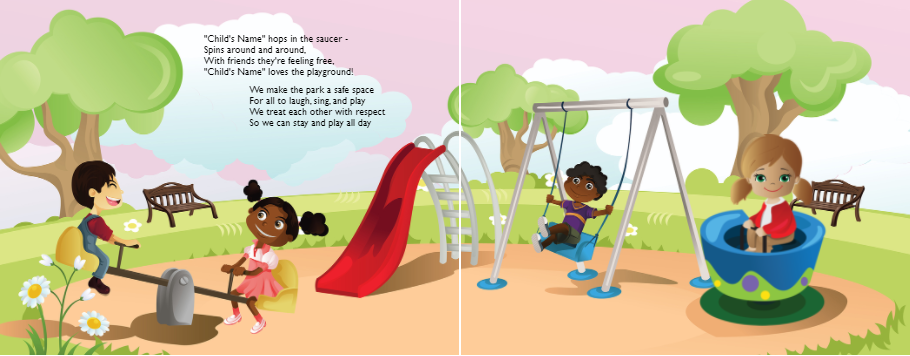 "Child's Name" hops in the saucer -
Spins around and around,
With friends they're feeling free,
"Child's Name" loves the playground!
We make the park a safe space
For all to laugh, sing, and play
We treat each other with respect
So we can stay and play all day